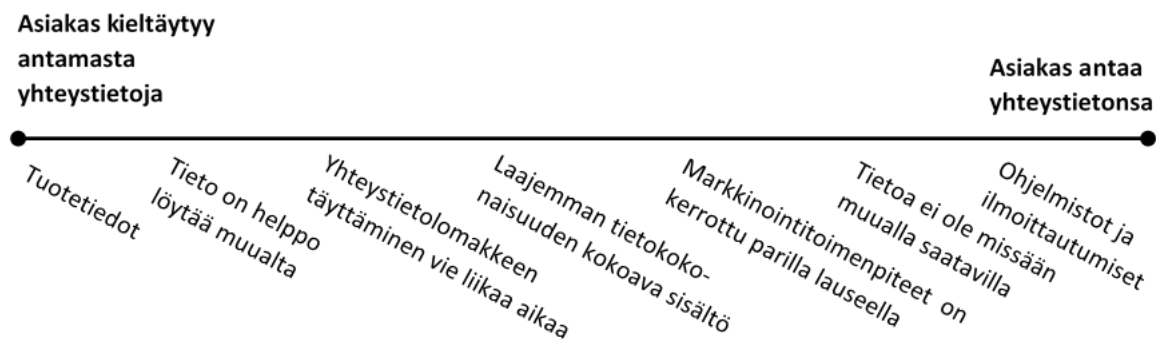 Asiakas kieltäytyy
antamasta
yhteystietoja
Asiakas antaa
yhteystietonsa
Tuotetiedot
Tieto on helppo
löytää muualta
Yhteystietolomakkeen
täyttäminen vie liikaa aikaa
Laajemman tietokoko-
naisuuden kokoava sisältö
Markkinointitoimenpiteet on
kerrottu parilla lauseella
Tietoa ei ole missään
muualla saatavilla
Ohjelmistot ja
ilmoittautumiset